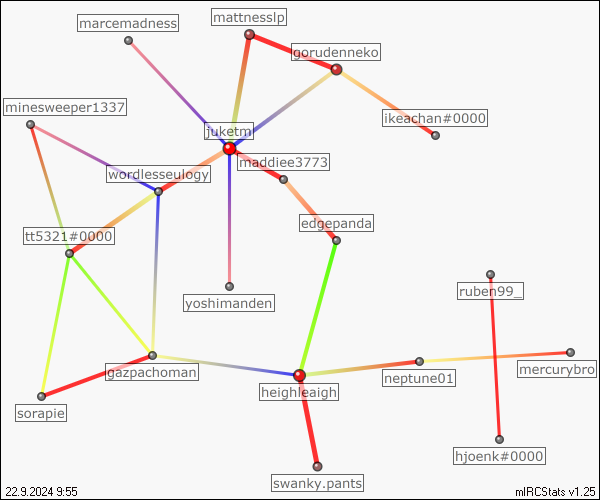 marcemadness
mattnesslp
gorudenneko
minesweeper1337
ikeachan#0000
juketm
maddiee3773
wordlesseulogy
edgepanda
tt5321#0000
ruben99_
yoshimanden
gazpachoman
mercurybro
neptune01
heighleaigh
sorapie
hjoenk#0000
swanky.pants
22.9.2024 9:55
mIRCStats v1.25